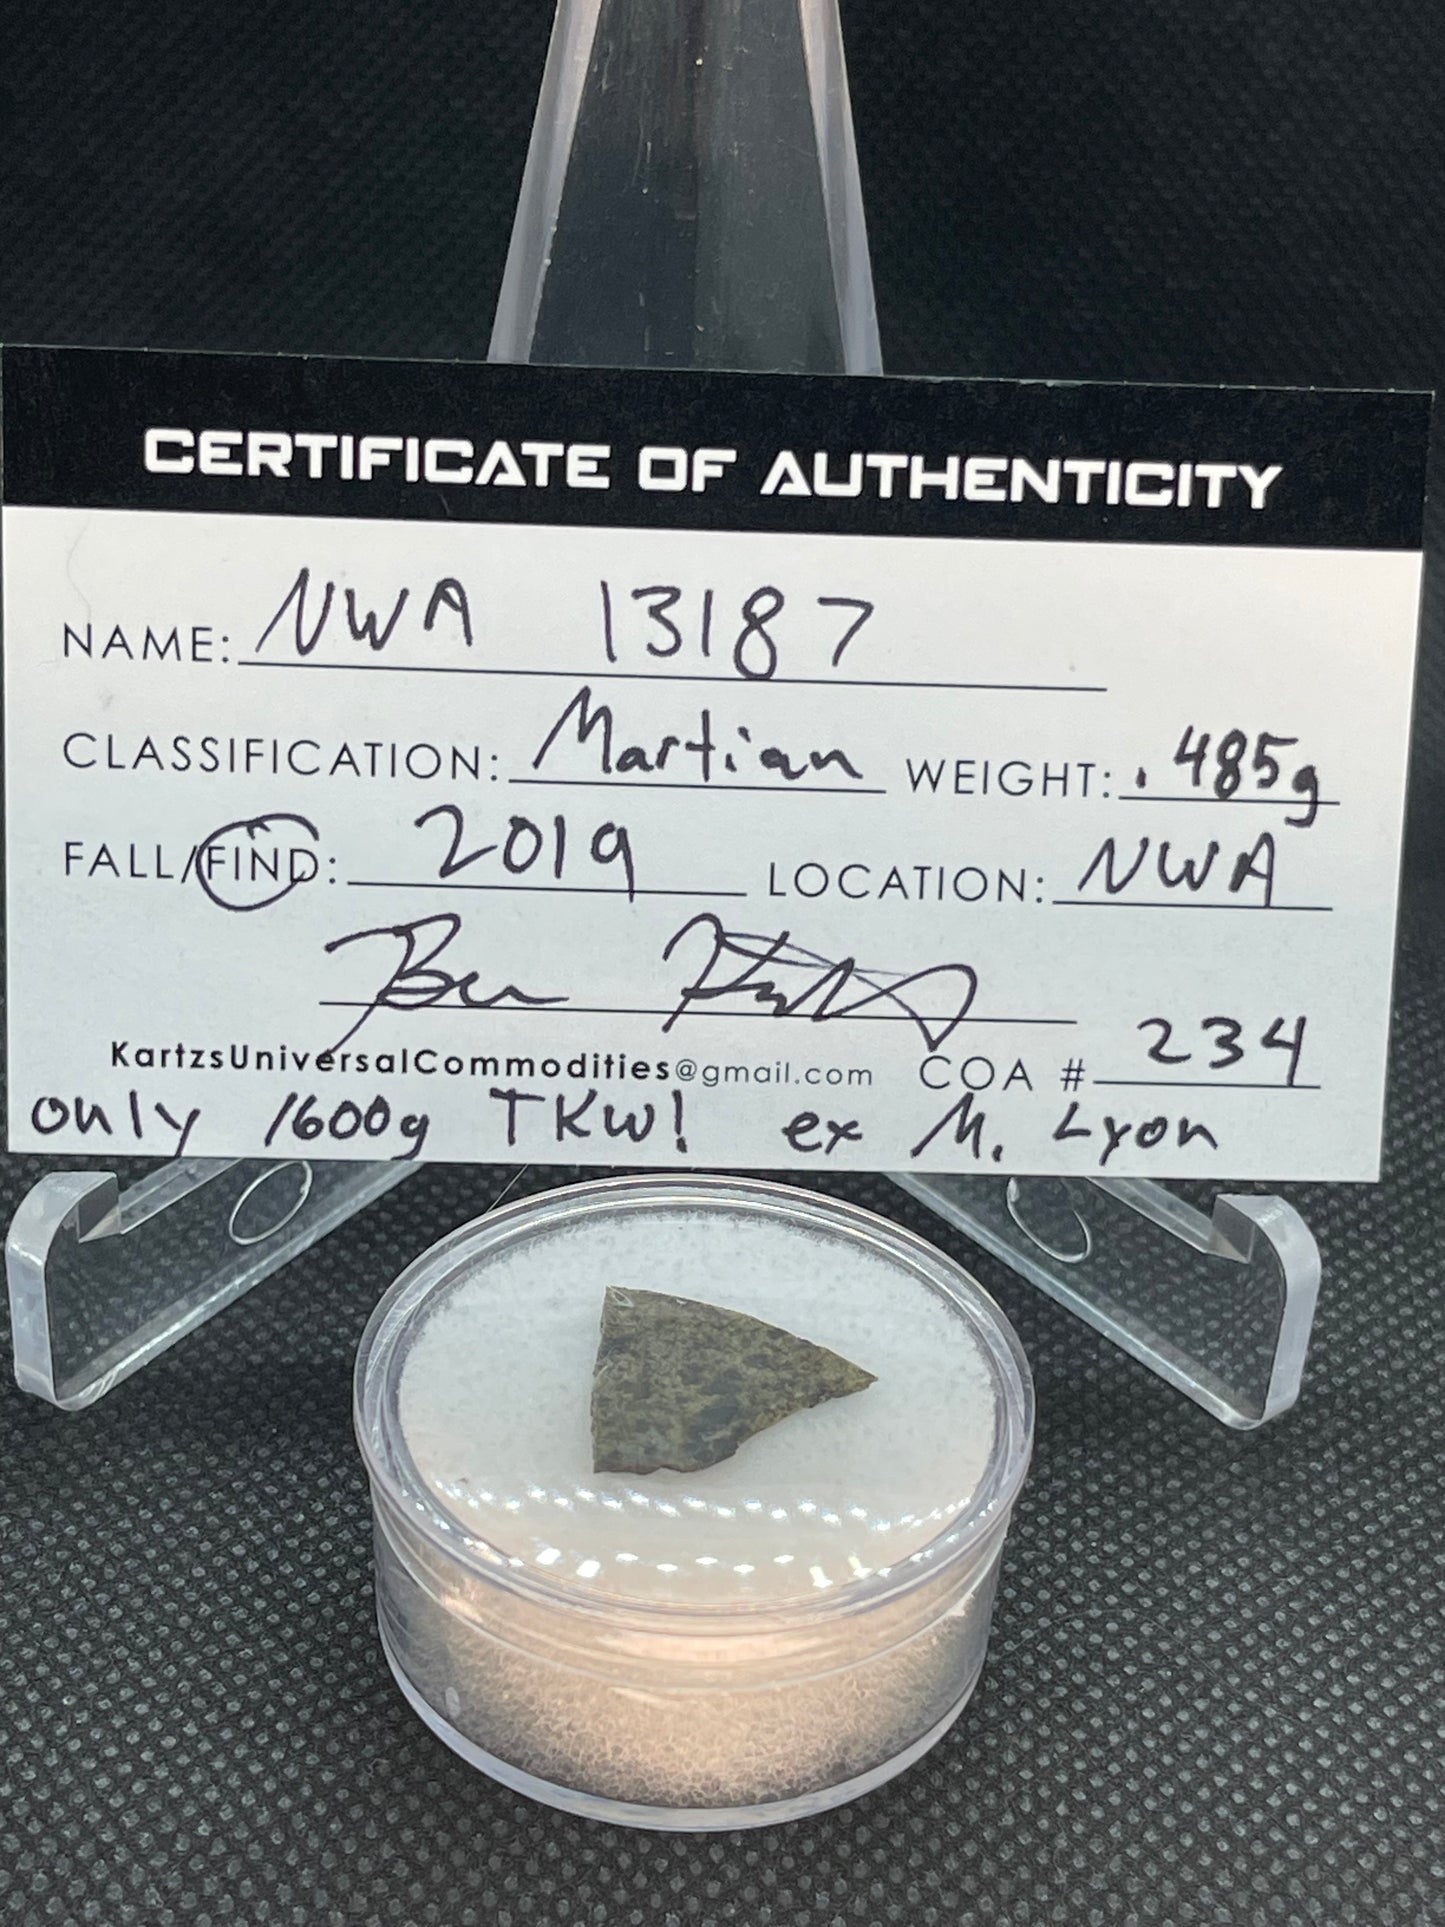 CERTIFICATE OF AUTHENTICITY
NAME: NWA 13187
CLASSIFICATION: Martian WEIGHT: .485g
FALL/FIND: 2019 LOCATION: NWA
Ben
KartzsUniversalCommodities@gmail.com COA # 234
only 1600g TKW! ex M. Lyon